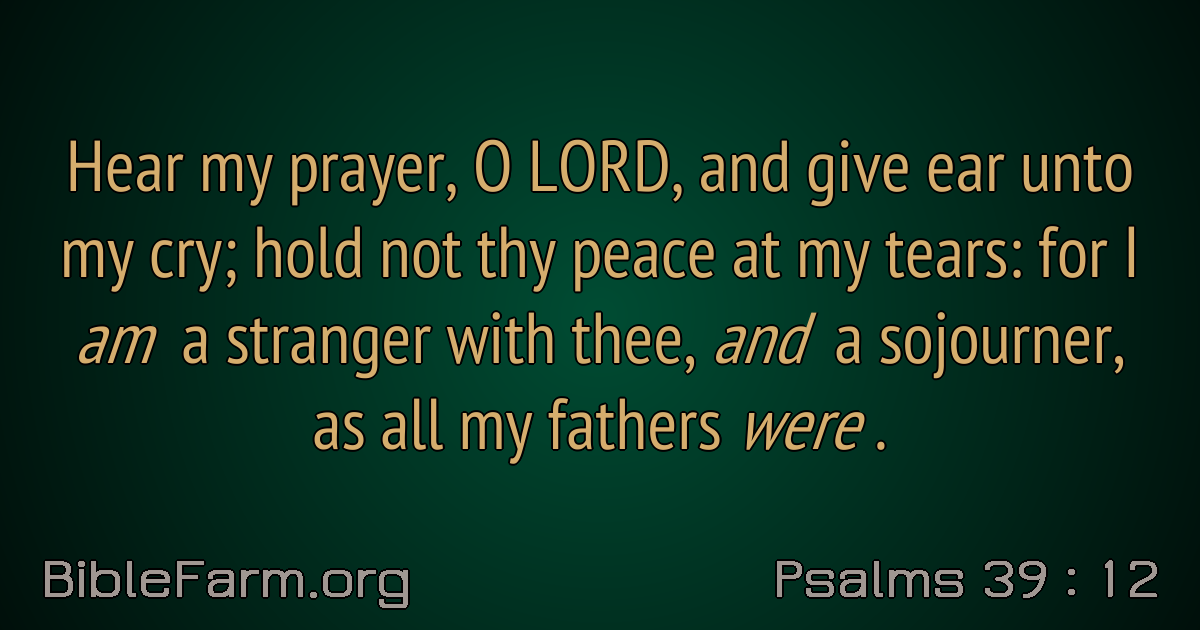 Hear my prayer, O LORD, and give ear unto
my cry; hold not thy peace at my tears: for I
am a stranger with thee, and a sojourner,
as all my fathers were .
BibleFarm.org
Psalms 39 : 12